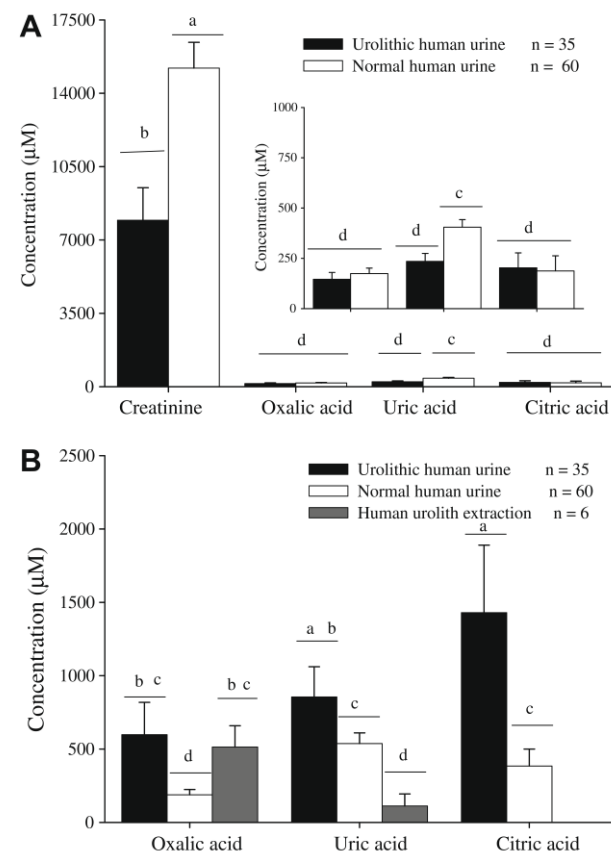 A
17500
14000
10500
7000
3500
0
Concentration (μM)
a
b
Urolithic human urine n = 35
Normal human urine n = 60
1000
750
500
250
0
Concentration (μM)
d
d
c
d
d
d
c
d
Creatinine Oxalic acid Uric acid Citric acid
B
2500
2000
1500
1000
500
0
Concentration (μM)
Urolithic human urine n = 35
Normal human urine n = 60
Human urolith extraction n = 6
b c
d
b c
a b
c
d
a
c
Oxalic acid Uric acid Citric acid